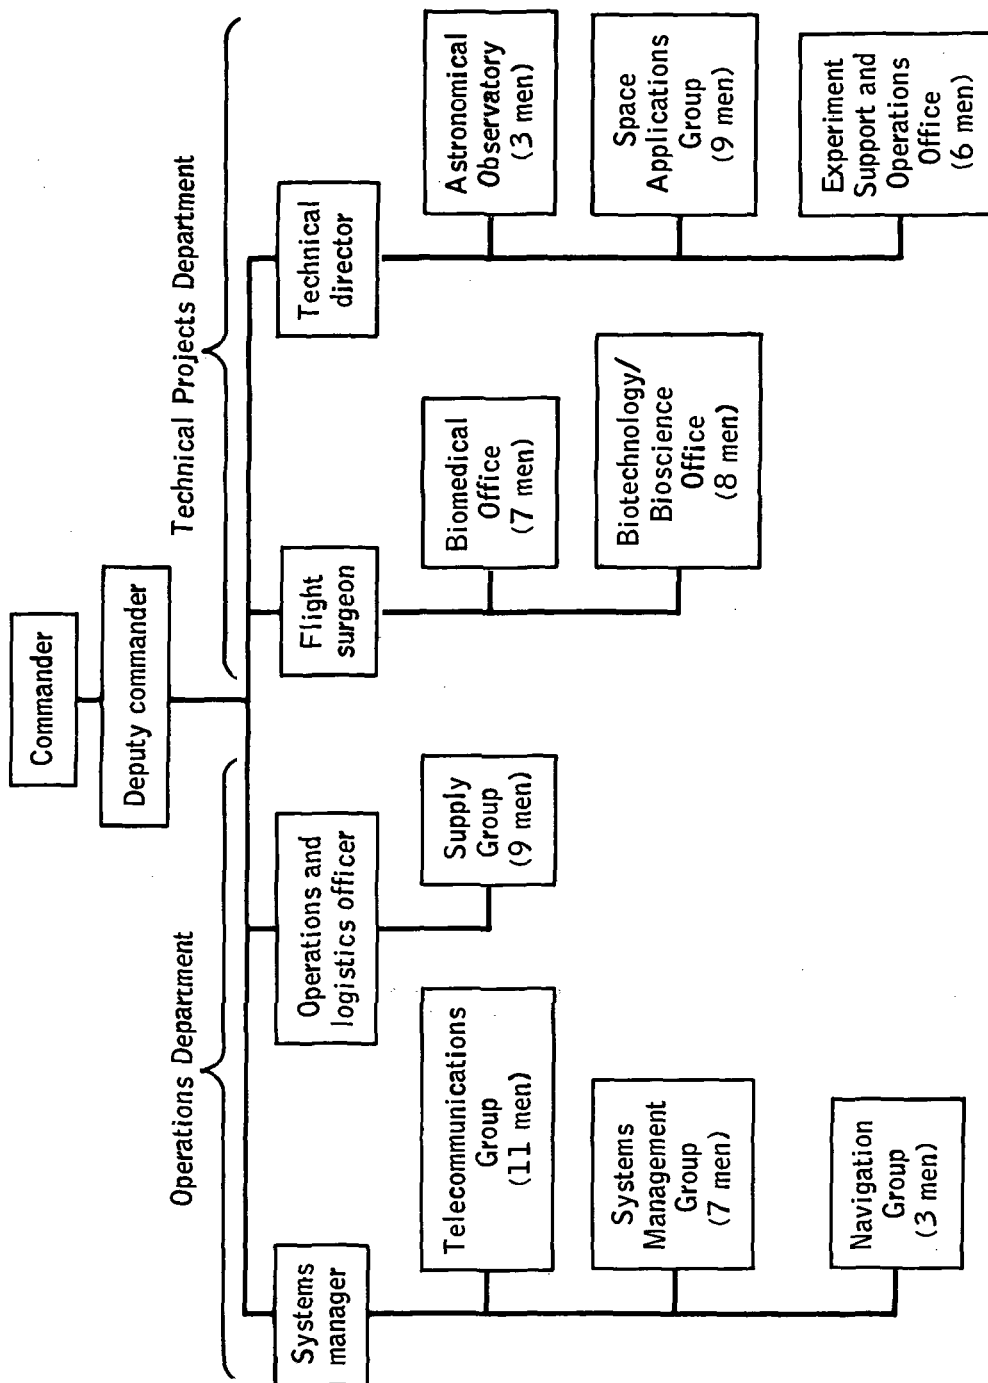 Commander
Deputy commander
Operations Department
Technical Projects Department
Systems
manager
Operations and
logistics officer
Flight
surgeon
Technical
director
Telecommunications
Group
(11 men)
Supply
Group
(9 men)
Biomedical
Office
(7 men)
Astronomical
Observatory
(3 men)
Systems
Management
Group
(7 men)
Biotechnology/
Bioscience
Office
(8 men)
Space
Applications
Group
(9 men)
Navigation
Group
(3 men)
Experiment
Support and
Operations
Office
(6 men)